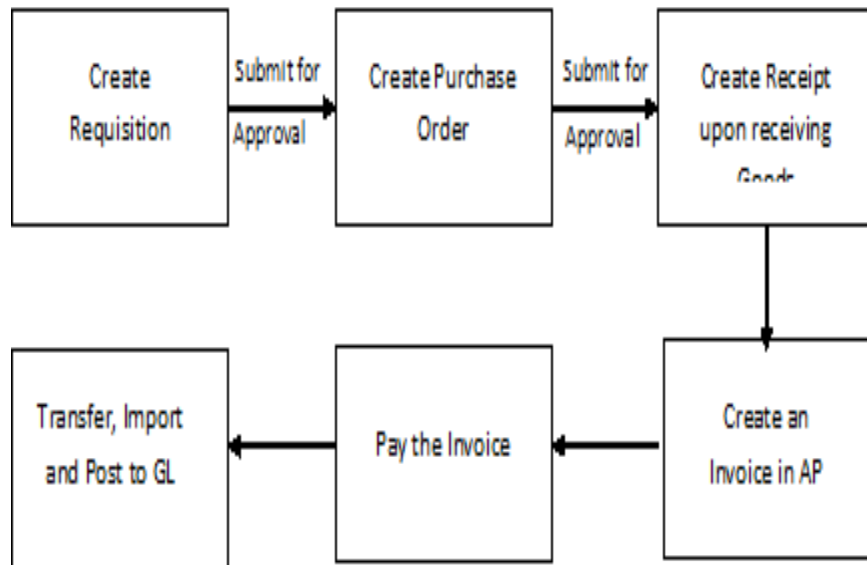 Create
Requisition
Submit for
Approval
Create Purchase
Order
Submit for
Approval
Create Receipt
upon receiving
Goods
Create an
Invoice in AP
Pay the Invoice
Transfer, Import
and Post to GL